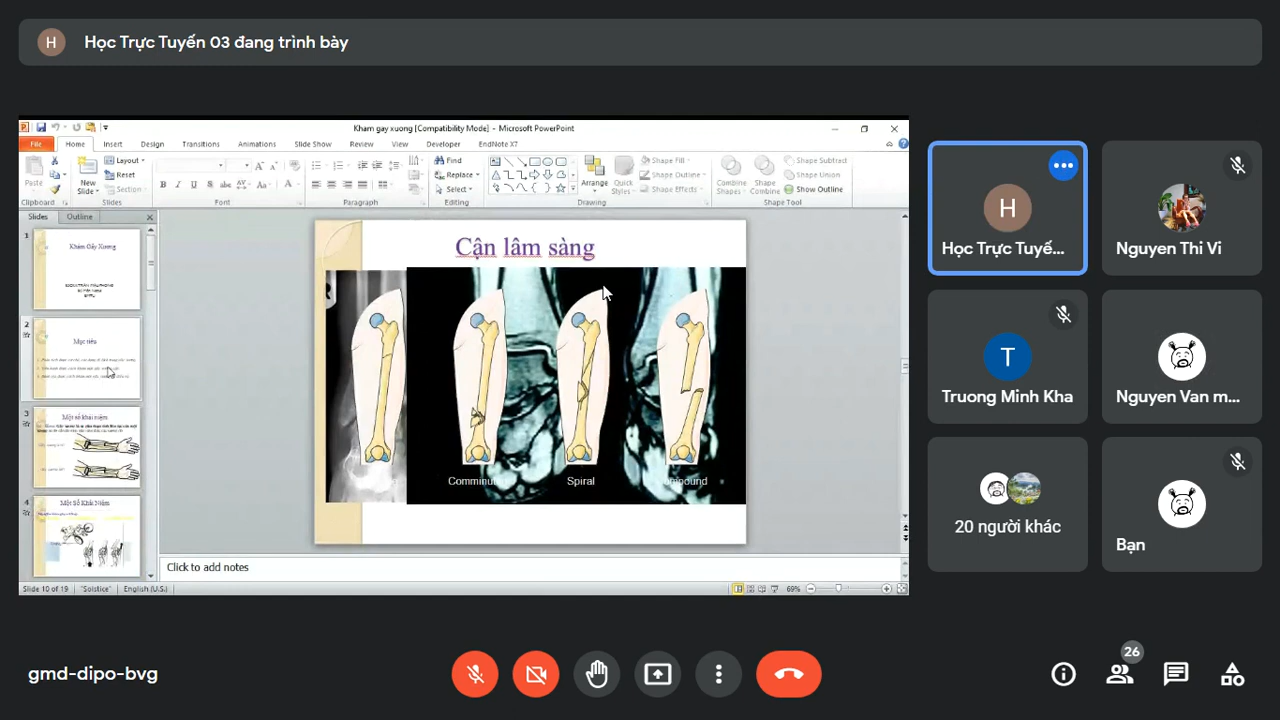 H
Học Trực Tuyến 03 đang trình bày
Kham gay xuong [Compatibility Mode] - Microsoft PowerPoint
File Home Insert Design Transitions Animations Slide Show Review View Developer EndNote X7
Paste
New
Slide
Layout
Reset
Section
Find
Replace
Select
Arrange
Quick
Styles
Shape Fill
Shape Outline
Shape Effects
Combine
Shapes
Shape
Combine
Shape Subtract
Shape Union
Show Outline
Clipboard Slides Font Paragraph Editing Drawing Shape Tool
Slides Outline
1
Khám Gãy Xương
2
Mục tiêu
3
Một số khái niệm
4
Một Số Khái Niệm
Cận lâm sàng
R
Spiral
Click to add notes
Slide 10 of 19 "Solstice" English (U.S.) 69%
H
Học Trực Tuyế...
Nguyen Thi Vi
T
Truong Minh Kha
Nguyen Van m...
20 người khác
Bạn
gmd-dipo-bvg
26